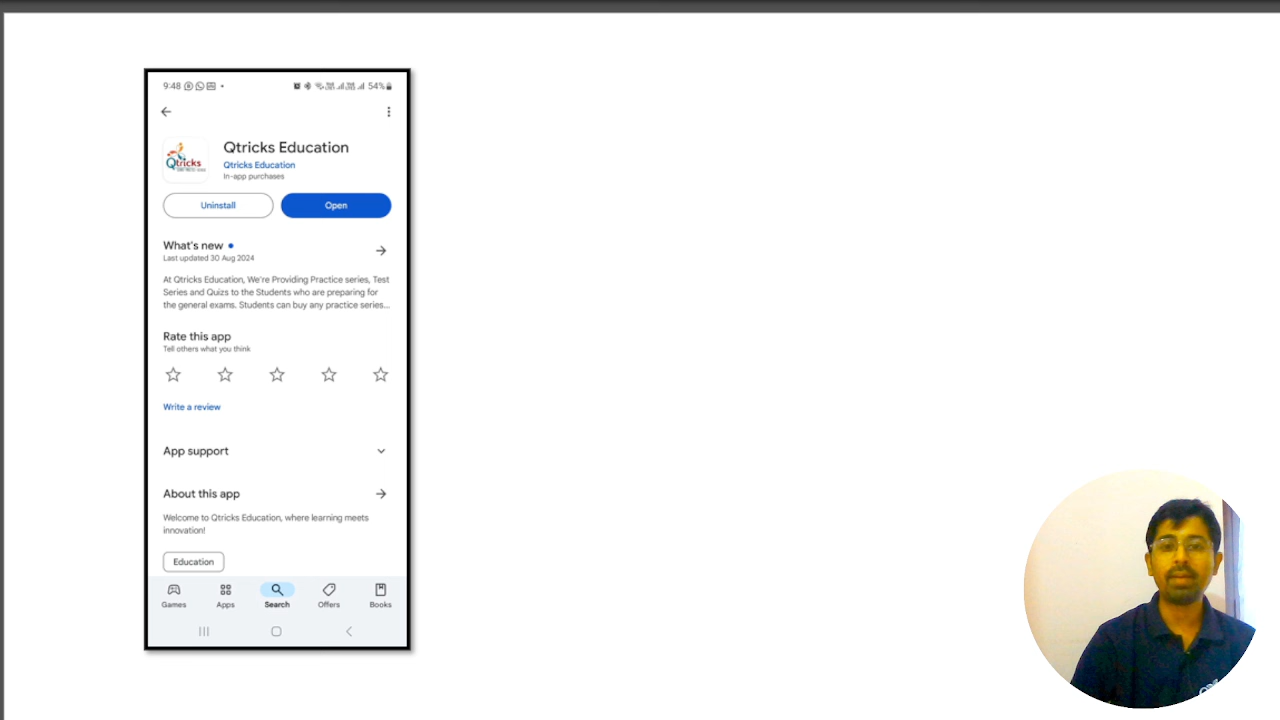 9:48
54%
Qtricks Education
Qtricks
Qtricks Education
In-app purchases
Uninstall
Open
What's new
Last updated 30 Aug 2024
At Qtricks Education, We're Providing Practice series, Test
Series and Quizs to the Students who are preparing for
the general exams. Students can buy any practice series...
Rate this app
Tell others what you think
Write a review
App support
About this app
Welcome to Qtricks Education, where learning meets
innovation!
Education
Games
Apps
Search
Offers
Books